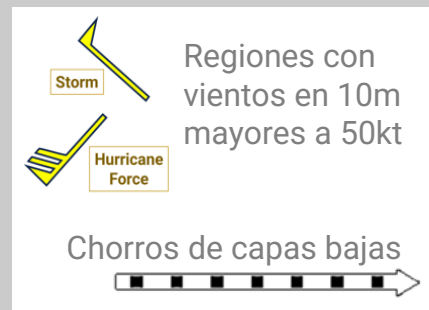 Storm
Regiones con
vientos en 10m
mayores a 50kt
Hurricane
Force
Chorros de capas bajas